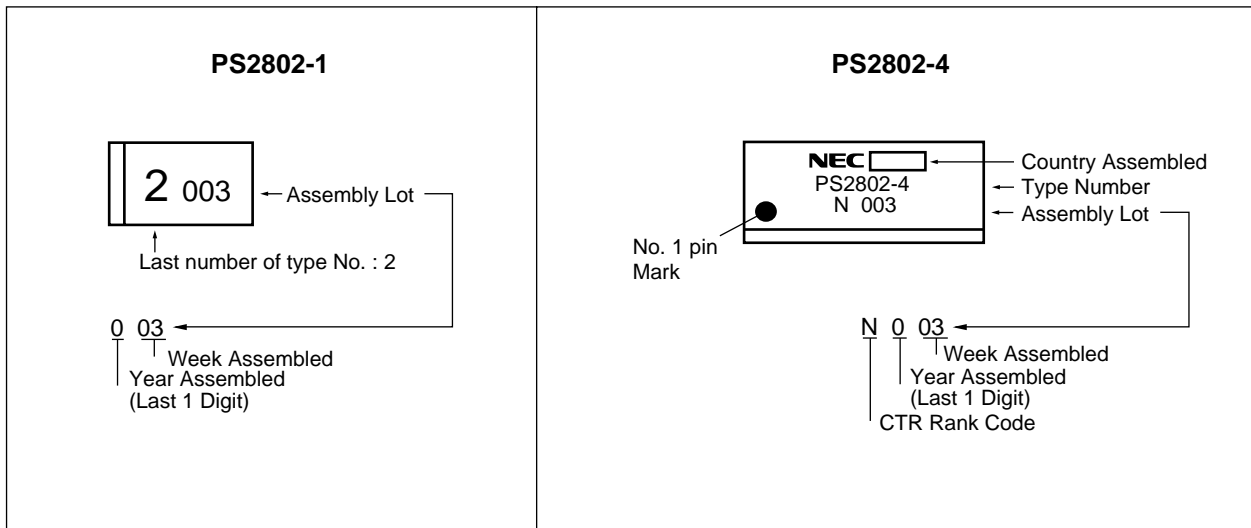 PS2802-1
2 003
Assembly Lot
Last number of type No. : 2
0 03
Week Assembled
Year Assembled
(Last 1 Digit)
PS2802-4
NEC
Country Assembled
PS2802-4
Type Number
N 003
Assembly Lot
No. 1 pin
Mark
N 0 03
Week Assembled
Year Assembled
(Last 1 Digit)
CTR Rank Code